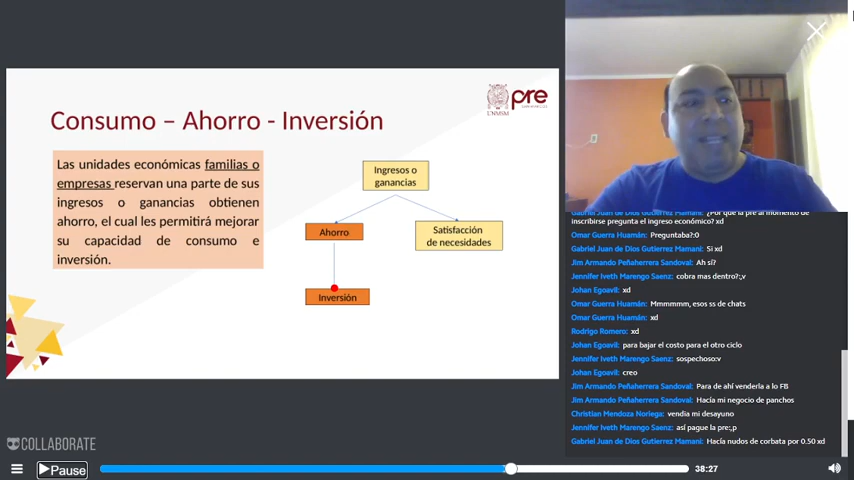 Consumo – Ahorro - Inversión
pre
UNMSM
Las unidades económicas familias o
empresas reservan una parte de sus
ingresos o ganancias obtienen
ahorro, el cual les permitirá mejorar
su capacidad de consumo e
inversión.
Ingresos o
ganancias
Ahorro
Satisfacción
de necesidades
Inversión
Gabriel Juan de Dios Gutierrez Mamani: ¿Por que la pre al momento de
inscribirse pregunta el ingreso económico? xd
Omar Guerra Huamán: Preguntaba?:0
Gabriel Juan de Dios Gutierrez Mamani: Si xd
Jim Armando Peñaherrera Sandoval: Ah sí?
Jennifer Iveth Marengo Saenz: cobra mas dentro?;v
Johan Egoavil: xd
Omar Guerra Huamán: Mmmmmm, esos ss de chats
Omar Guerra Huamán: xd
Rodrigo Romero: xd
Johan Egoavil: para bajar el costo para el otro ciclo
Jennifer Iveth Marengo Saenz: sospechoso:v
Johan Egoavil: creo
Jim Armando Peñaherrera Sandoval: Para de ahí venderla a lo FB
Jim Armando Peñaherrera Sandoval: Hacía mi negocio de panchos
Christian Mendoza Noriega: vendia mi desayuno
Jennifer Iveth Marengo Saenz: así pague la pre:,p
Gabriel Juan de Dios Gutierrez Mamani: Hacía nudos de corbata por 0.50 xd
COLLABORATE
Pause
38:27